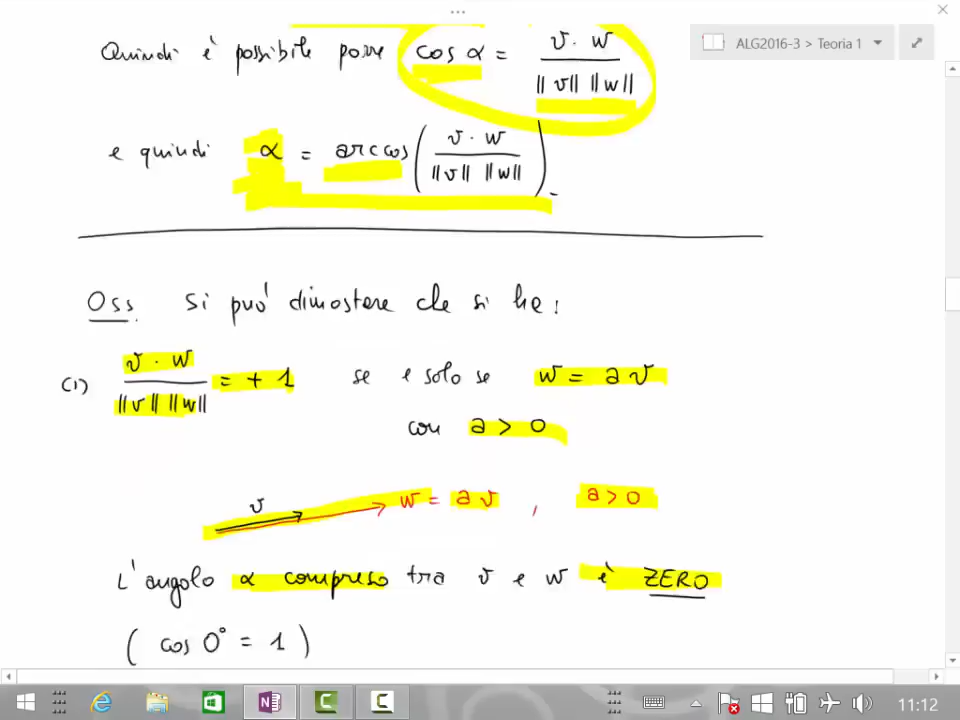 ALG2016-3 > Teoria 1
Quindi è possibile porre cos α = v · w / ||v|| ||w||
e quindi α = arccos ( v · w / ||v|| ||w|| ).
Oss. Si può dimostrare che si ha:
(1) v · w / ||v|| ||w|| = + 1 se e solo se w = a v
con a > 0
v w = a v , a > 0
L'angolo α compreso tra v e w è ZERO
( cos 0° = 1 )
11:12